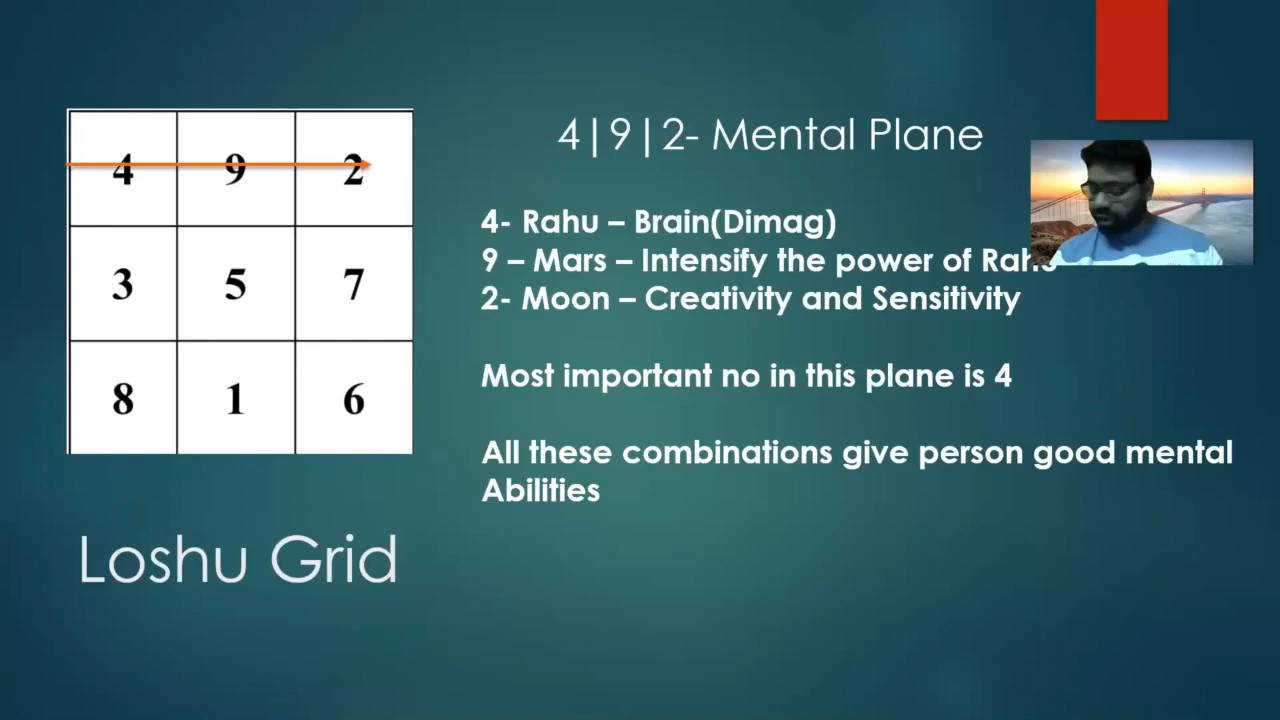 4 9 2
3 5 7
8 1 6
Loshu Grid
4|9|2- Mental Plane
4- Rahu – Brain(Dimag)
9 – Mars – Intensify the power of Rahu
2- Moon – Creativity and Sensitivity
Most important no in this plane is 4
All these combinations give person good mental
Abilities